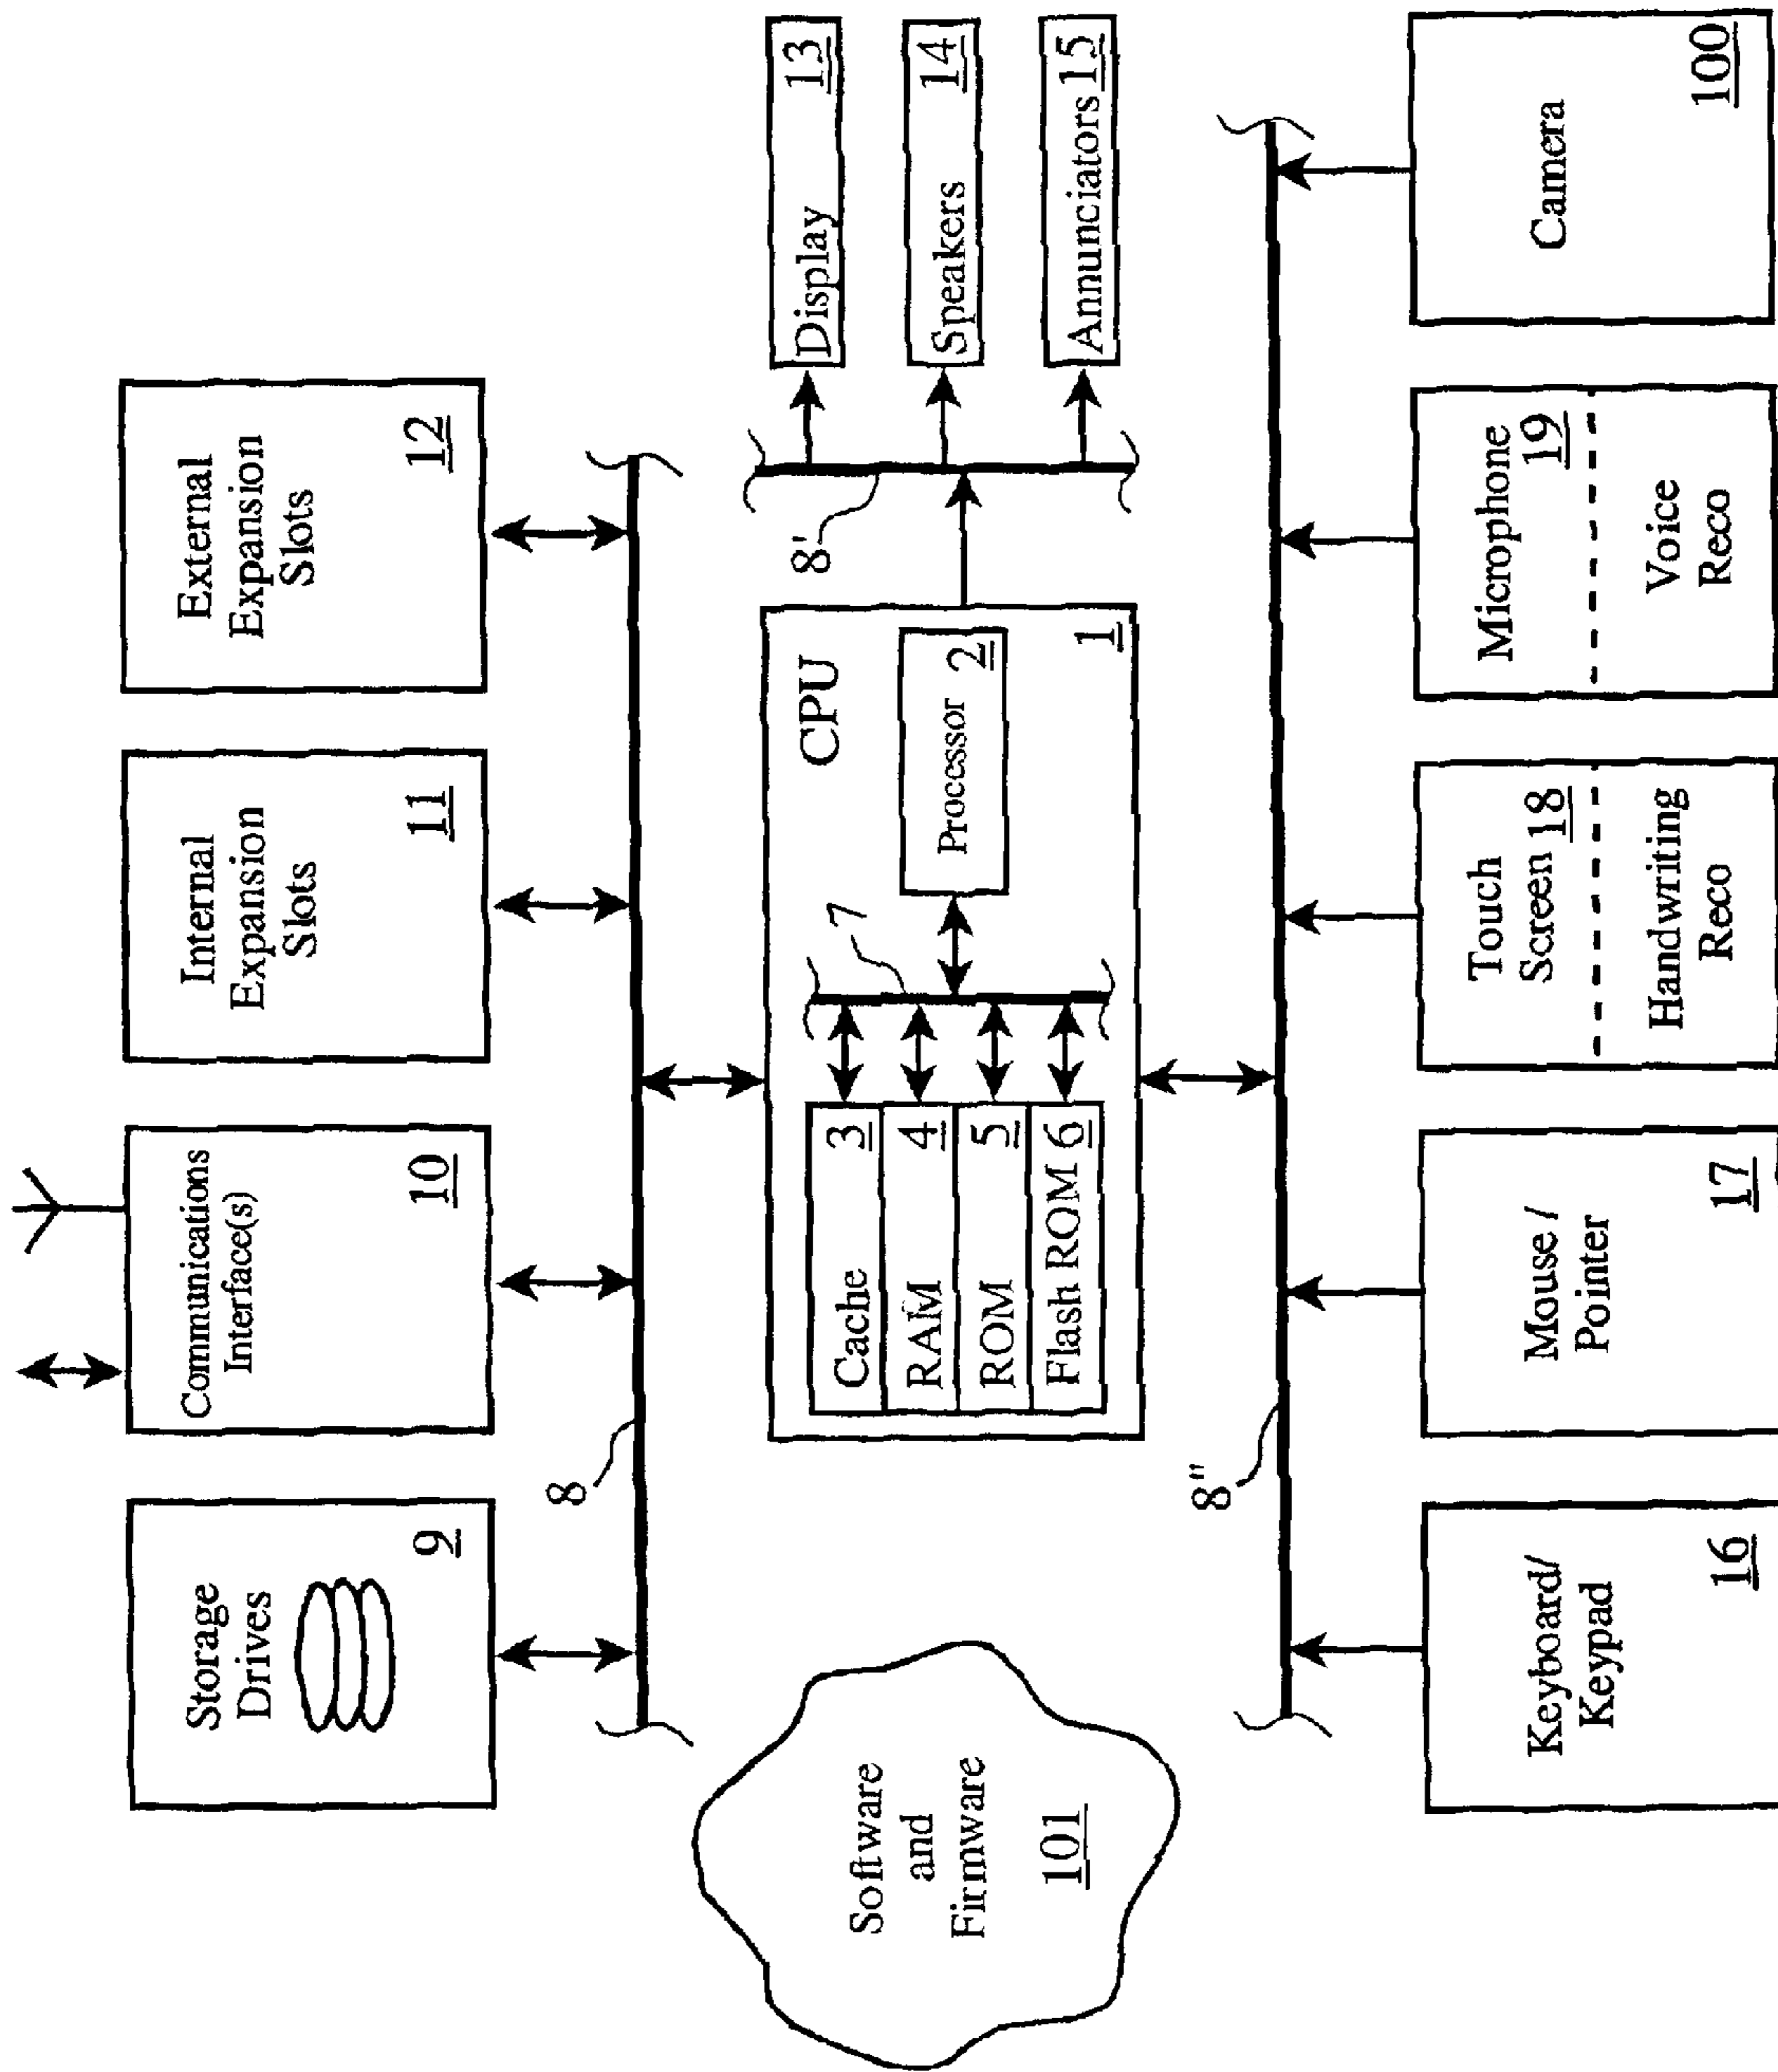 Storage
Drives
9
Communications
Interface(s)
10
Internal
Expansion
Slots
11
External
Expansion
Slots
12
8
Software
and
Firmware
101
CPU
1
Cache 3
RAM 4
ROM 5
Flash ROM 6
7
Processor 2
8'
Display 13
Speakers 14
Annunciators 15
8"
Keyboard/
Keypad
16
Mouse /
Pointer
17
Touch
Screen 18
Handwriting
Reco
Microphone
19
Voice
Reco
Camera
100